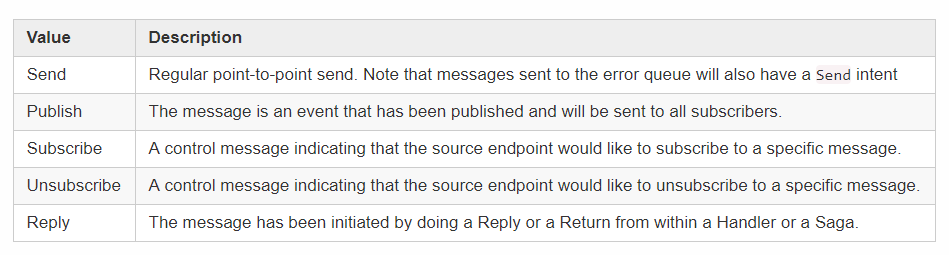 Value Description
Send Regular point-to-point send. Note that messages sent to the error queue will also have a Send intent
Publish The message is an event that has been published and will be sent to all subscribers.
Subscribe A control message indicating that the source endpoint would like to subscribe to a specific message.
Unsubscribe A control message indicating that the source endpoint would like to unsubscribe to a specific message.
Reply The message has been initiated by doing a Reply or a Return from within a Handler or a Saga.